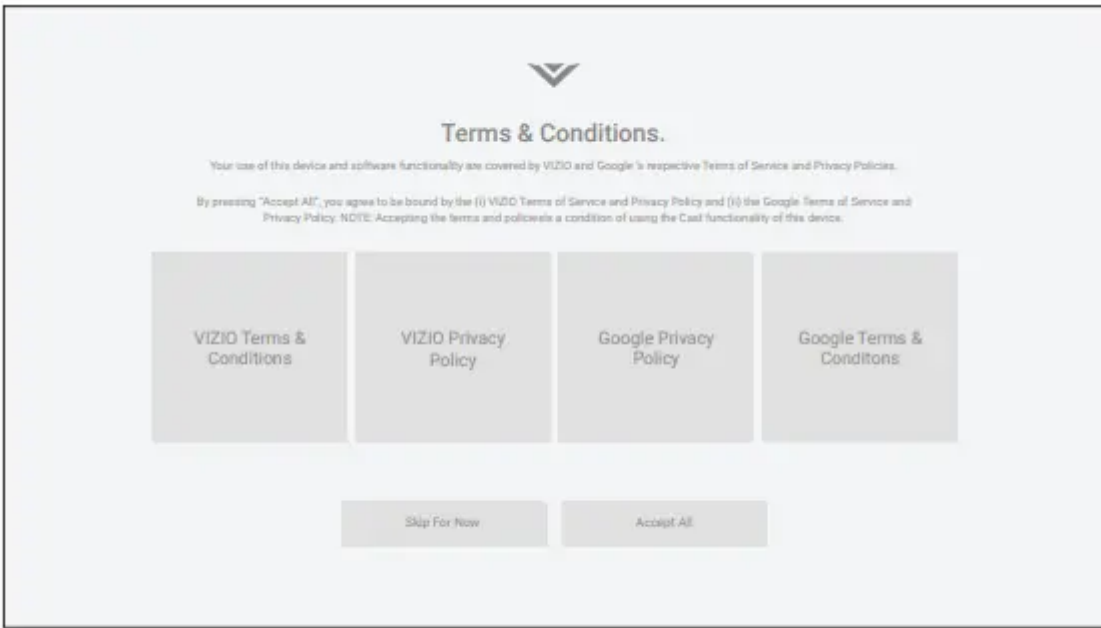 Terms & Conditions.
Your use of this device and software functionality are covered by VIZIO and Google 's respective Terms of Service and Privacy Policies.
By pressing "Accept All", you agree to be bound by the (i) VIZIO Terms of Service and Privacy Policy and (ii) the Google Terms of Service and
Privacy Policy. NOTE: Accepting the terms and policiesis a condition of using the Cast functionality of this device.
VIZIO Terms &
Conditions
VIZIO Privacy
Policy
Google Privacy
Policy
Google Terms &
Conditons
Skip For Now
Accept All